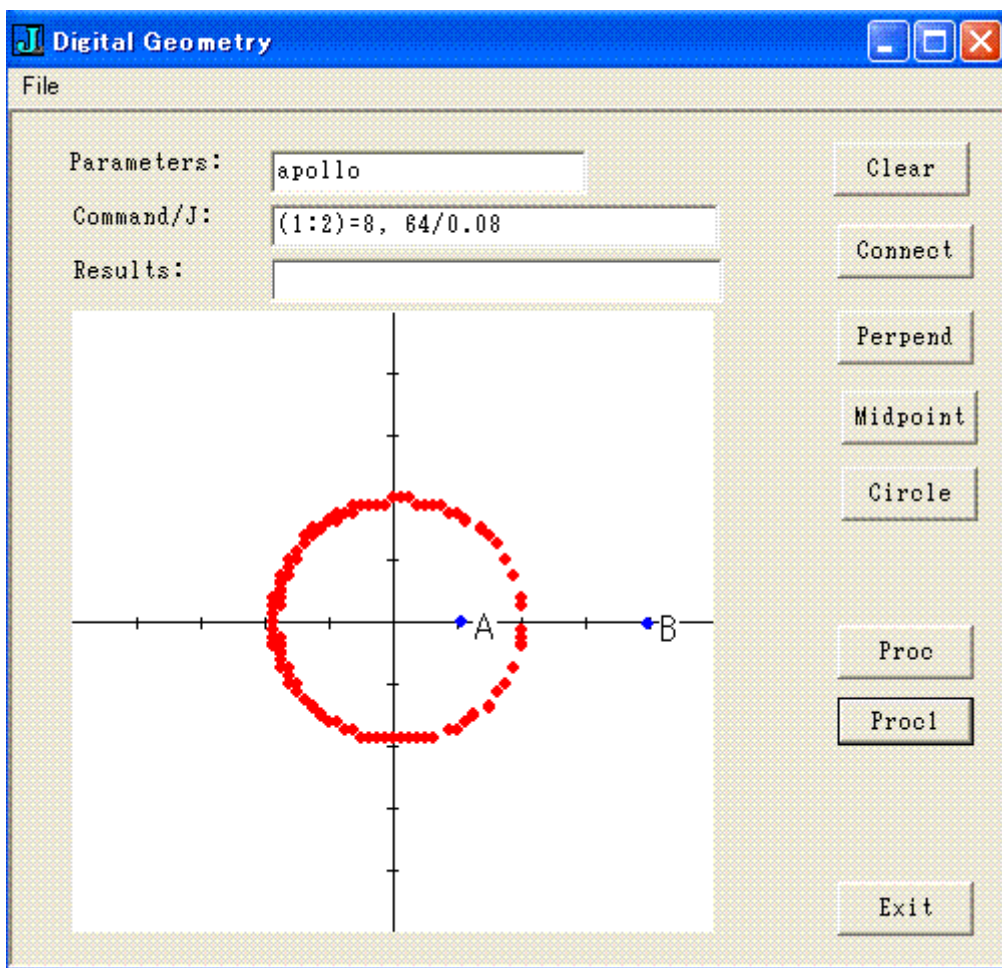 J Digital Geometry
File
Parameters: apollo Clear
Command/J: (1:2)=8, 64/0.08
Results: Connect
Perpend
Midpoint
Circle
A B
Proc
Proc1
Exit